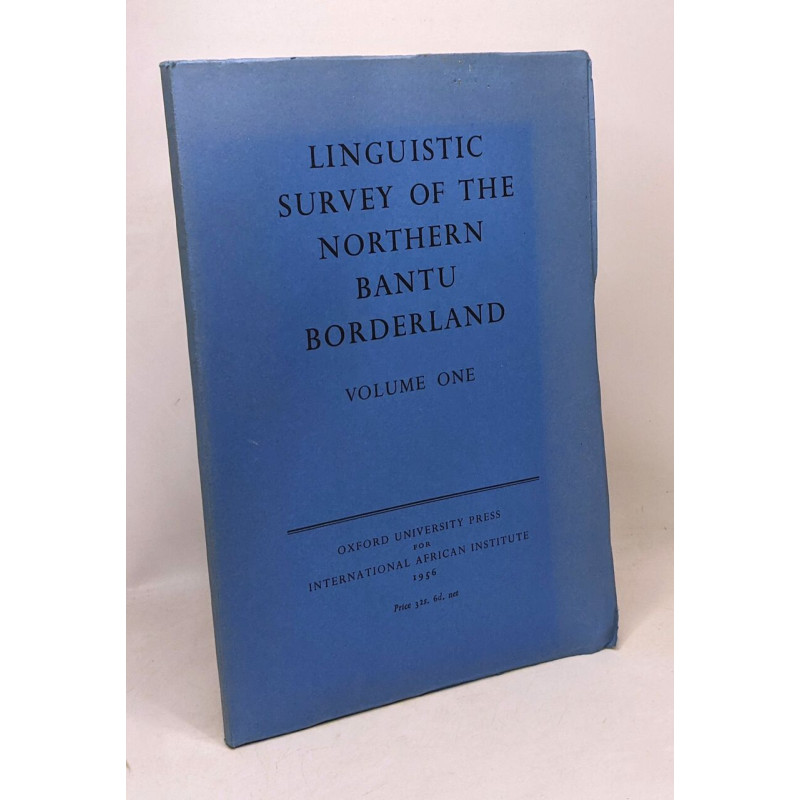 LINGUISTIC
SURVEY OF THE
NORTHERN
BANTU
BORDERLAND
VOLUME ONE
OXFORD UNIVERSITY PRESS
FOR
INTERNATIONAL AFRICAN INSTITUTE
1956
Price 32s. 6d. net